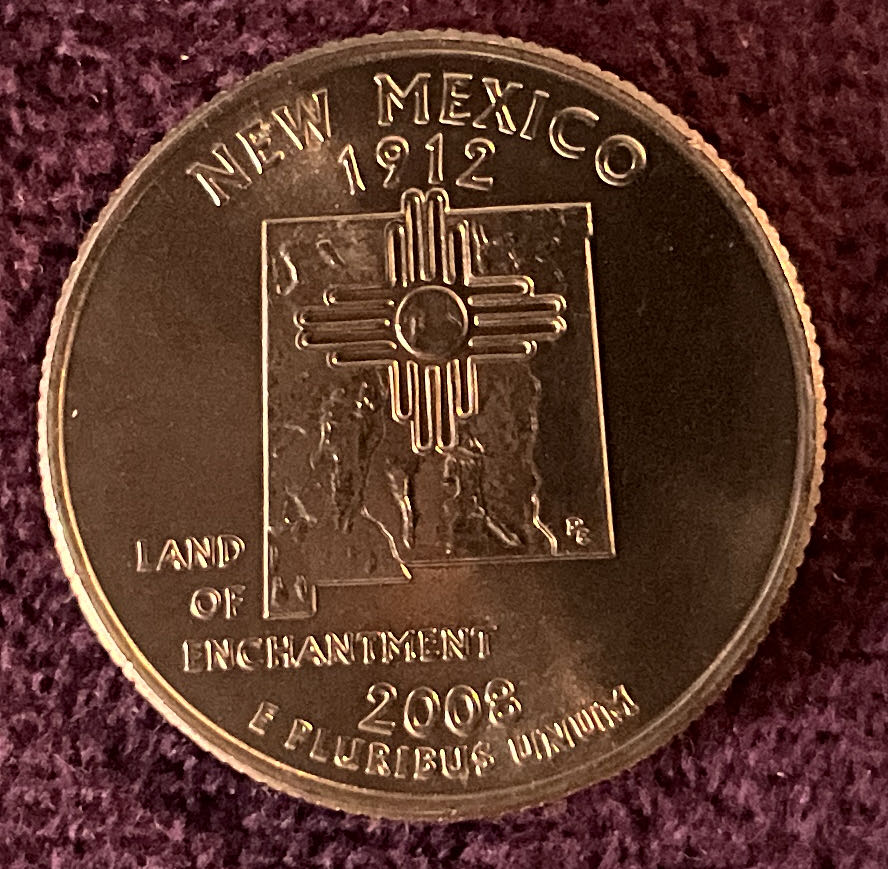 NEW MEXICO
1912
LAND
OF
ENCHANTMENT
2008
E PLURIBUS UNUM